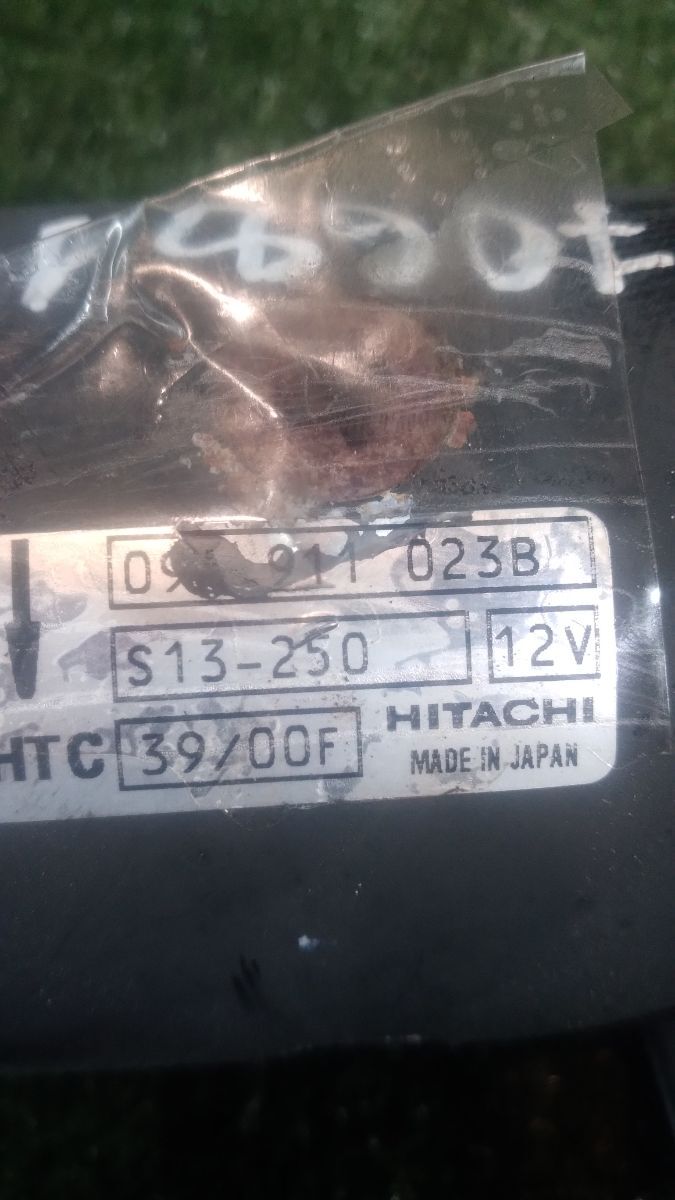 911 023B
S13-250 12V
HITACHI
HTC 39/00F MADE IN JAPAN